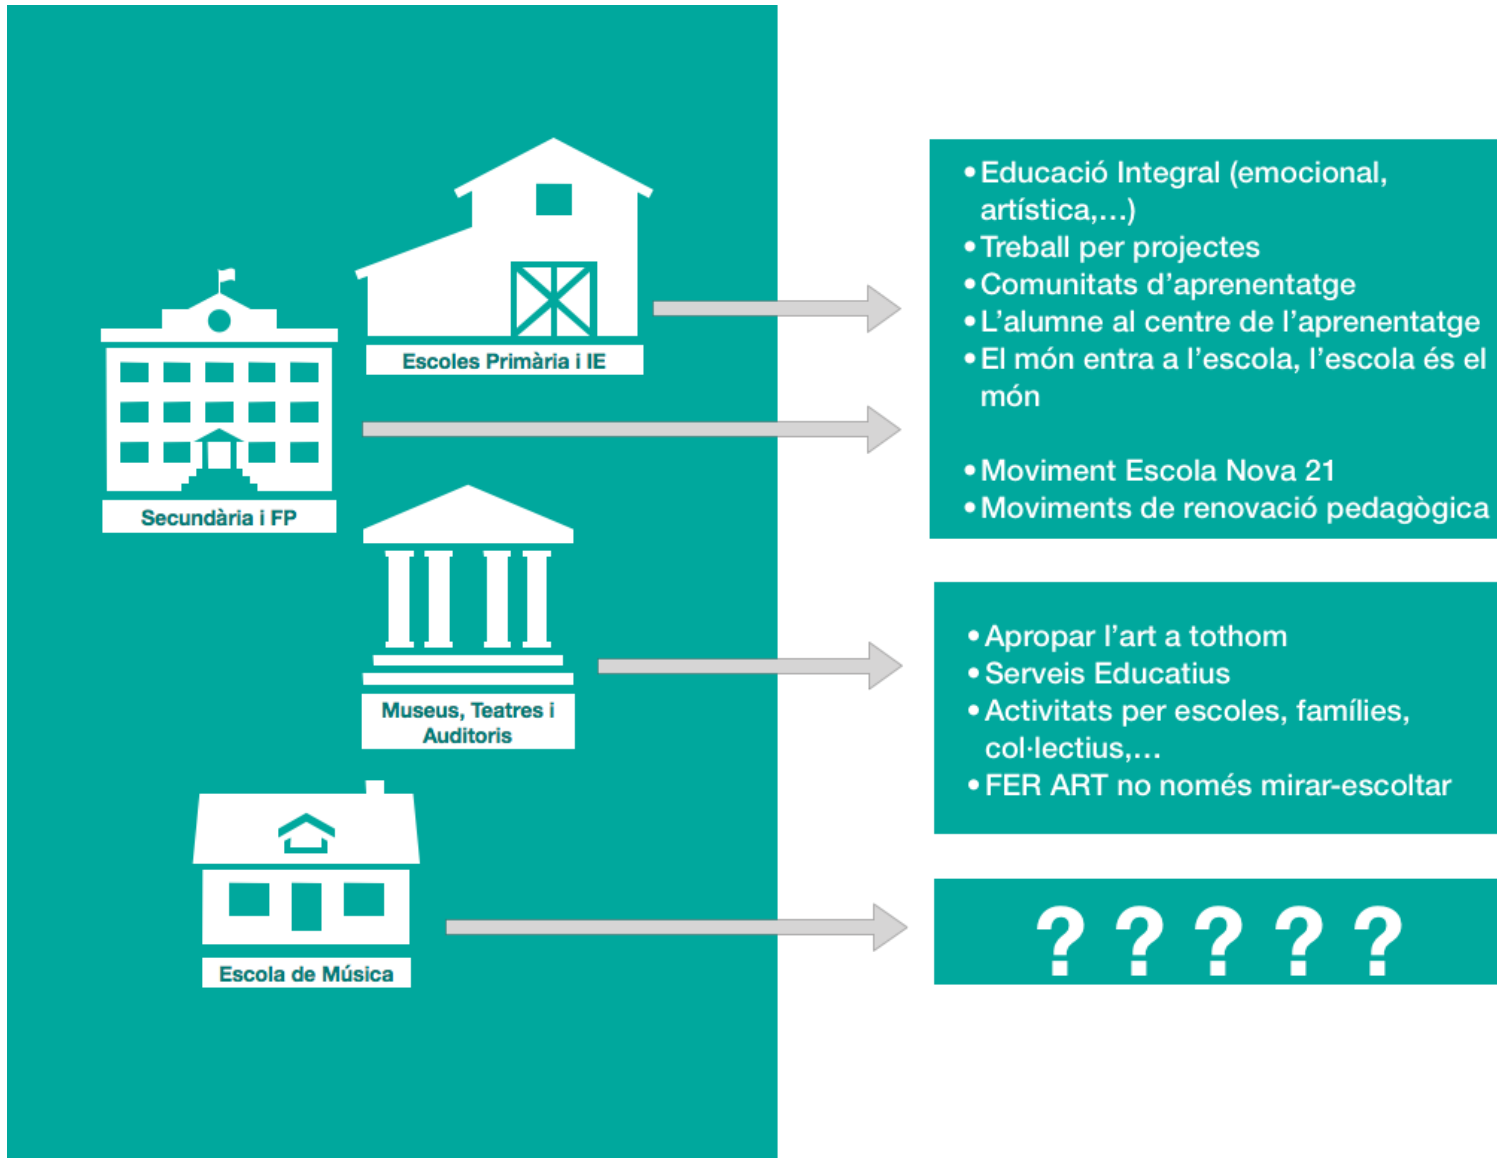 Escoles Primària i IE
Secundària i FP
Museus, Teatres i
Auditoris
Escola de Música
• Educació Integral (emocional,
artística,…)
• Treball per projectes
• Comunitats d’aprenentatge
• L’alumne al centre de l’aprenentatge
• El món entra a l’escola, l’escola és el
món
• Moviment Escola Nova 21
• Moviments de renovació pedagògica
• Apropar l’art a tothom
• Serveis Educatius
• Activitats per escoles, famílies,
col·lectius,…
• FER ART no només mirar-escoltar
? ? ? ? ?